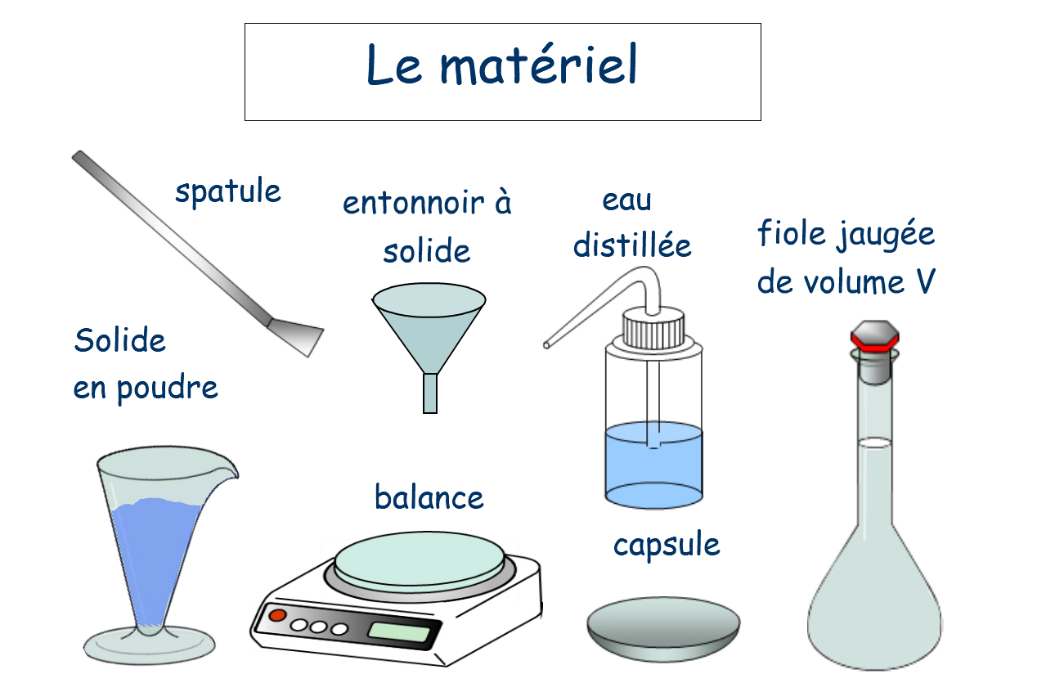 Le matériel
spatule
entonnoir à
solide
eau
distillée
fiole jaugée
de volume V
Solide
en poudre
balance
capsule